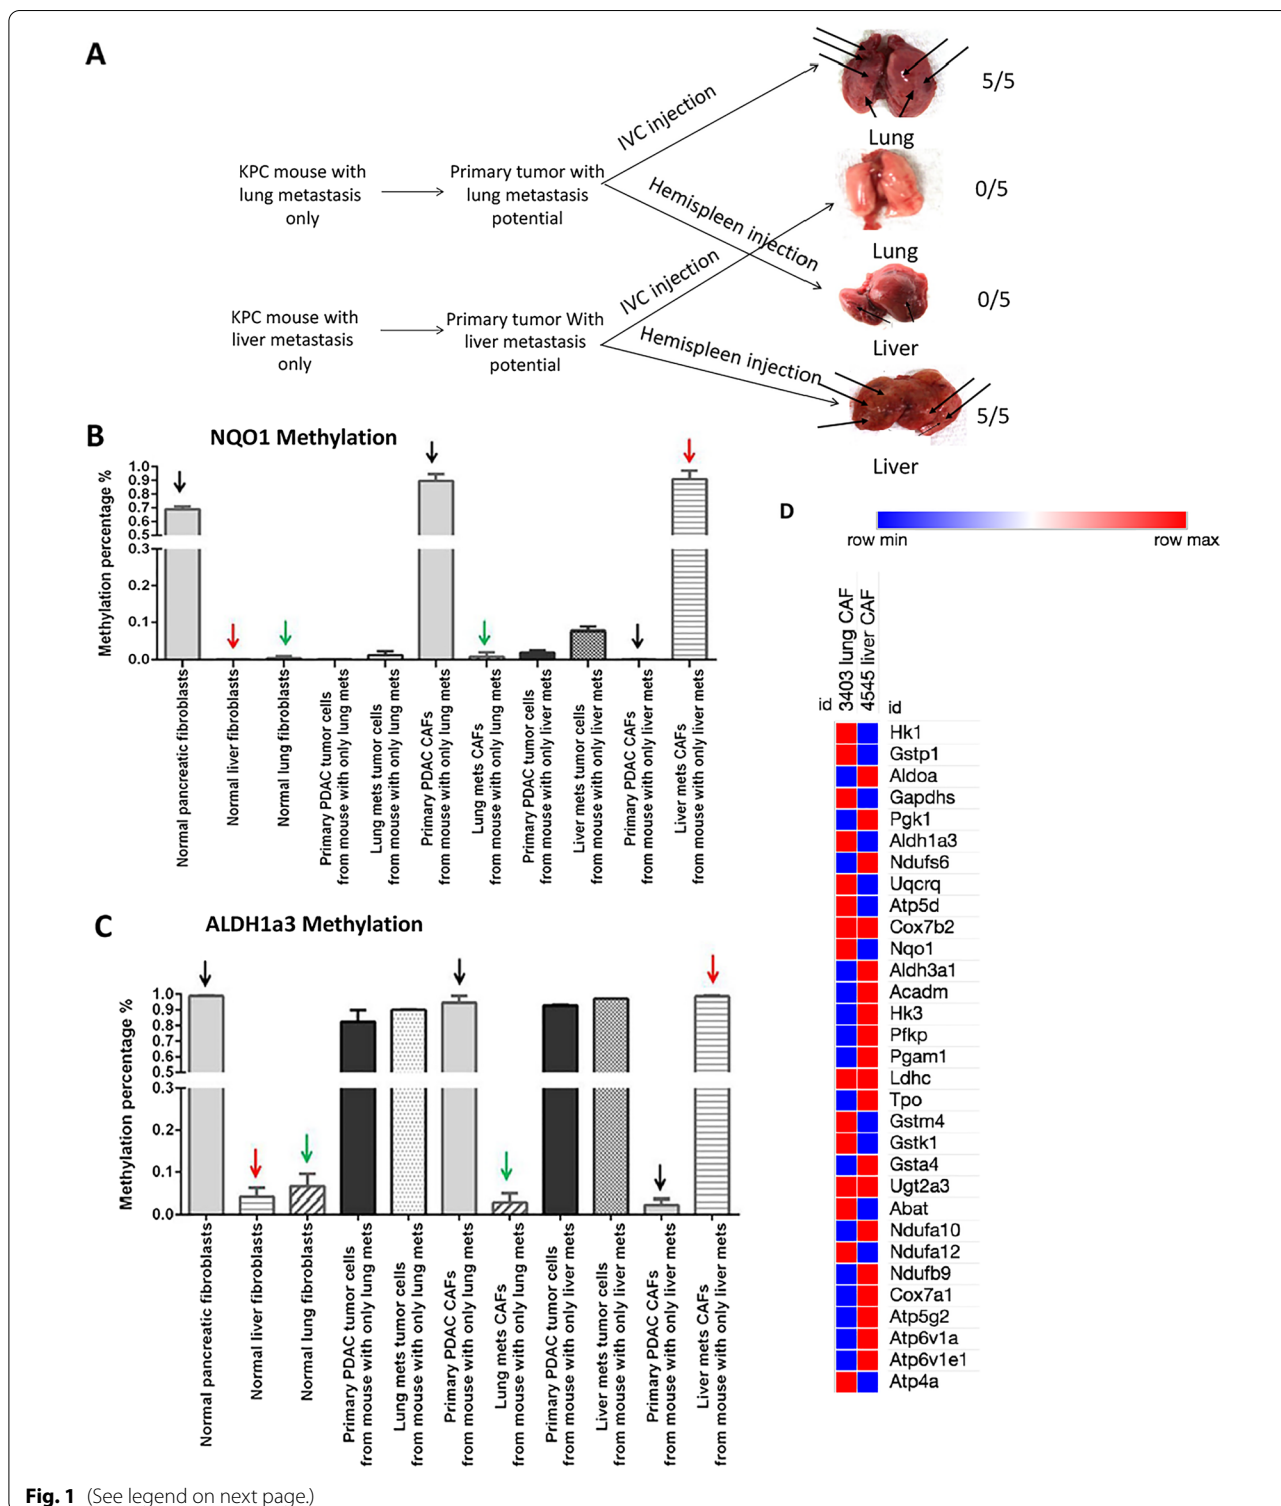 A
KPC mouse with
lung metastasis
only
Primary tumor with
lung metastasis
potential
IVC injection
Hemispleen injection
Lung
5/5
Lung
0/5
KPC mouse with
liver metastasis
only
Primary tumor With
liver metastasis
potential
IVC injection
Hemispleen injection
Liver
0/5
Liver
5/5
B
NQO1 Methylation
Methylation percentage %
1.0
0.9
0.8
0.7
0.6
0.5
0.3
0.2
0.1
0.0
Normal pancreatic fibroblasts
Normal liver fibroblasts
Normal lung fibroblasts
Primary PDAC tumor cells
from mouse with only lung mets
Lung mets tumor cells
from mouse with only lung mets
Primary PDAC CAFs
from mouse with only lung mets
Lung mets CAFs
from mouse with only lung mets
Primary PDAC tumor cells
from mouse with only liver mets
Liver mets tumor cells
from mouse with only liver mets
Primary PDAC CAFs
from mouse with only liver mets
Liver mets CAFs
from mouse with only liver mets
C
ALDH1a3 Methylation
Methylation percentage %
1.0
0.9
0.8
0.7
0.6
0.5
0.3
0.2
0.1
0.0
Normal pancreatic fibroblasts
Normal liver fibroblasts
Normal lung fibroblasts
Primary PDAC tumor cells
from mouse with only lung mets
Lung mets tumor cells
from mouse with only lung mets
Primary PDAC CAFs
from mouse with only lung mets
Lung mets CAFs
from mouse with only lung mets
Primary PDAC tumor cells
from mouse with only liver mets
Liver mets tumor cells
from mouse with only liver mets
Primary PDAC CAFs
from mouse with only liver mets
Liver mets CAFs
from mouse with only liver mets
D
row min
row max
id
3403 lung CAF
4545 liver CAF
id
Hk1
Gstp1
Aldoa
Gapdhs
Pgk1
Aldh1a3
Ndufs6
Uqcrq
Atp5d
Cox7b2
Nqo1
Aldh3a1
Acadm
Hk3
Pfkp
Pgam1
Ldhc
Tpo
Gstm4
Gstk1
Gsta4
Ugt2a3
Abat
Ndufa10
Ndufa12
Ndufb9
Cox7a1
Atp5g2
Atp6v1a
Atp6v1e1
Atp4a
Fig. 1 (See legend on next page.)